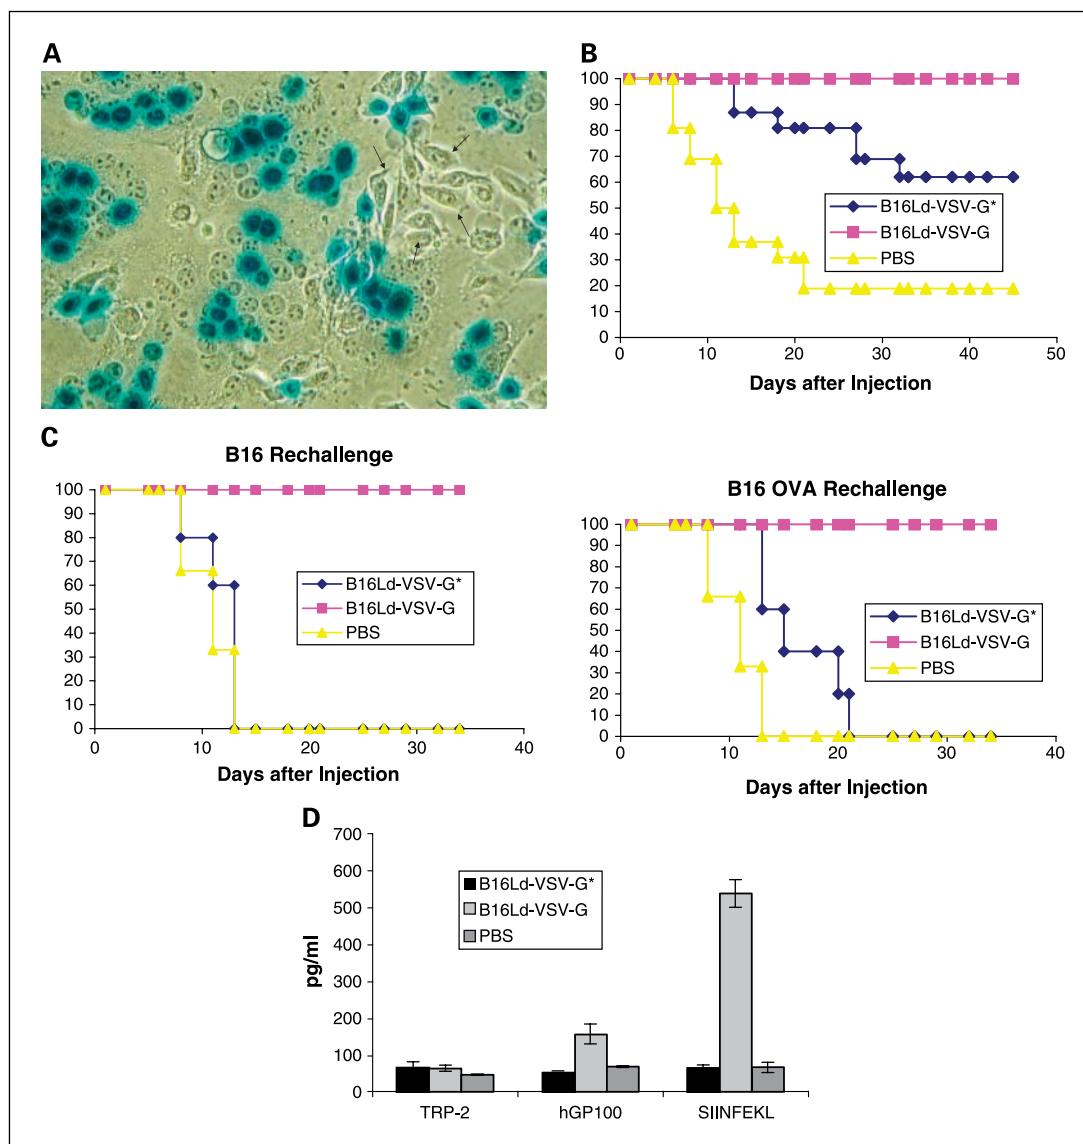 A
B
100
90
80
70
60
50
40
30
20
10
0
B16Ld-VSV-G*
B16Ld-VSV-G
PBS
0 10 20 30 40 50
Days after Injection
C
B16 Rechallenge
100
90
80
70
60
50
40
30
20
10
0
B16Ld-VSV-G*
B16Ld-VSV-G
PBS
0 10 20 30 40
Days after Injection
B16 OVA Rechallenge
100
90
80
70
60
50
40
30
20
10
0
B16Ld-VSV-G*
B16Ld-VSV-G
PBS
0 10 20 30 40
Days after Injection
D
700
600
500
400
300
200
100
0
pg/ml
B16Ld-VSV-G*
B16Ld-VSV-G
PBS
TRP-2 hGP100 SIINFEKL